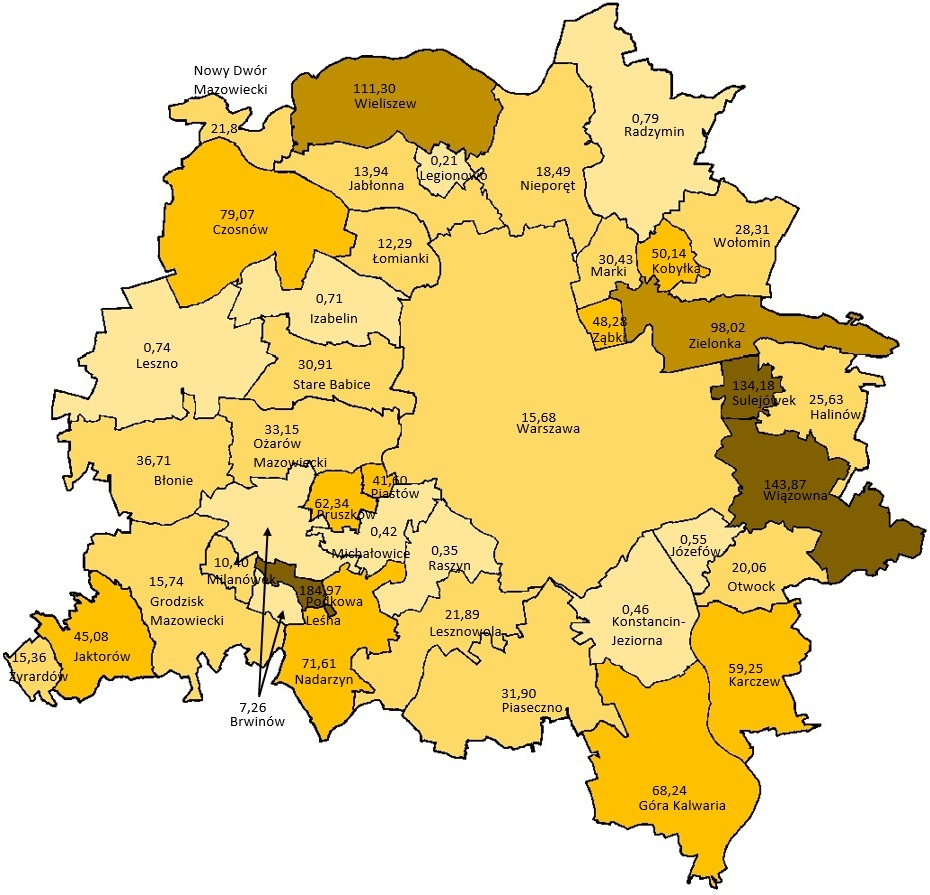 Nowy Dwór
Mazowiecki
21,8
111,30
Wieliszew
0,79
Radzymin
13,94
Jabłonna
0,21
Legionowo
18,49
Nieporęt
79,07
Czosnów
12,29
Łomianki
30,43
Marki
50,14
Kobyłka
28,31
Wołomin
0,71
Izabelin
48,28
Ząbki
98,02
Zielonka
0,74
Leszno
30,91
Stare Babice
134,18
Sulejówek
25,63
Halinów
15,68
Warszawa
33,15
Ożarów
Mazowiecki
36,71
Błonie
41,60
Piastów
62,34
Pruszków
143,87
Wiązowna
0,42
Michałowice
0,35
Raszyn
0,55
Józefów
10,40
Milanówek
20,06
Otwock
15,74
Grodzisk
Mazowiecki
184,97
Podkowa
Leśna
21,89
Lesznowola
0,46
Konstancin-
Jeziorna
45,08
Jaktorów
15,36
Żyrardów
71,61
Nadarzyn
59,25
Karczew
31,90
Piaseczno
7,26
Brwinów
68,24
Góra Kalwaria